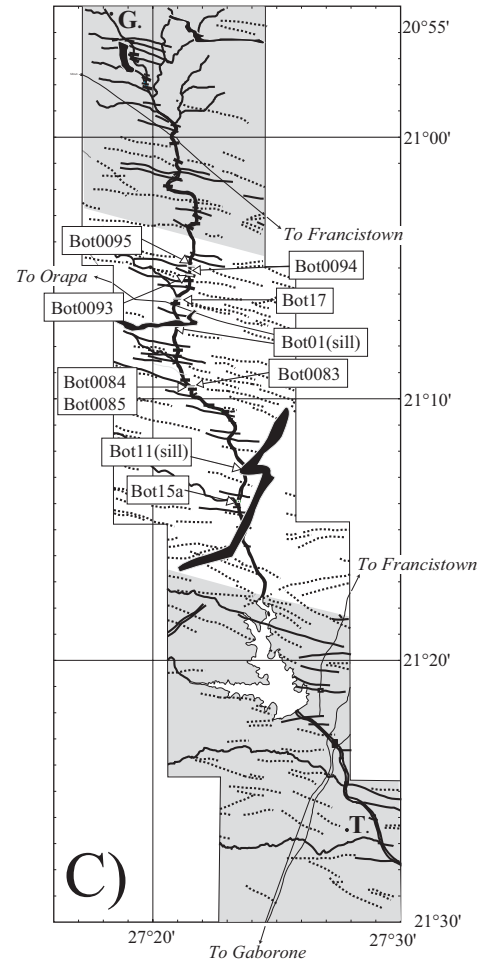 G.
20°55'
21°00'
To Francistown
Bot0095
Bot0094
To Orapa
Bot17
Bot0093
Bot01(sill)
Bot0083
Bot0084
Bot0085
21°10'
Bot11(sill)
Bot15a
To Francistown
21°20'
.T.
C)
21°30'
27°20'
27°30'
To Gaborone